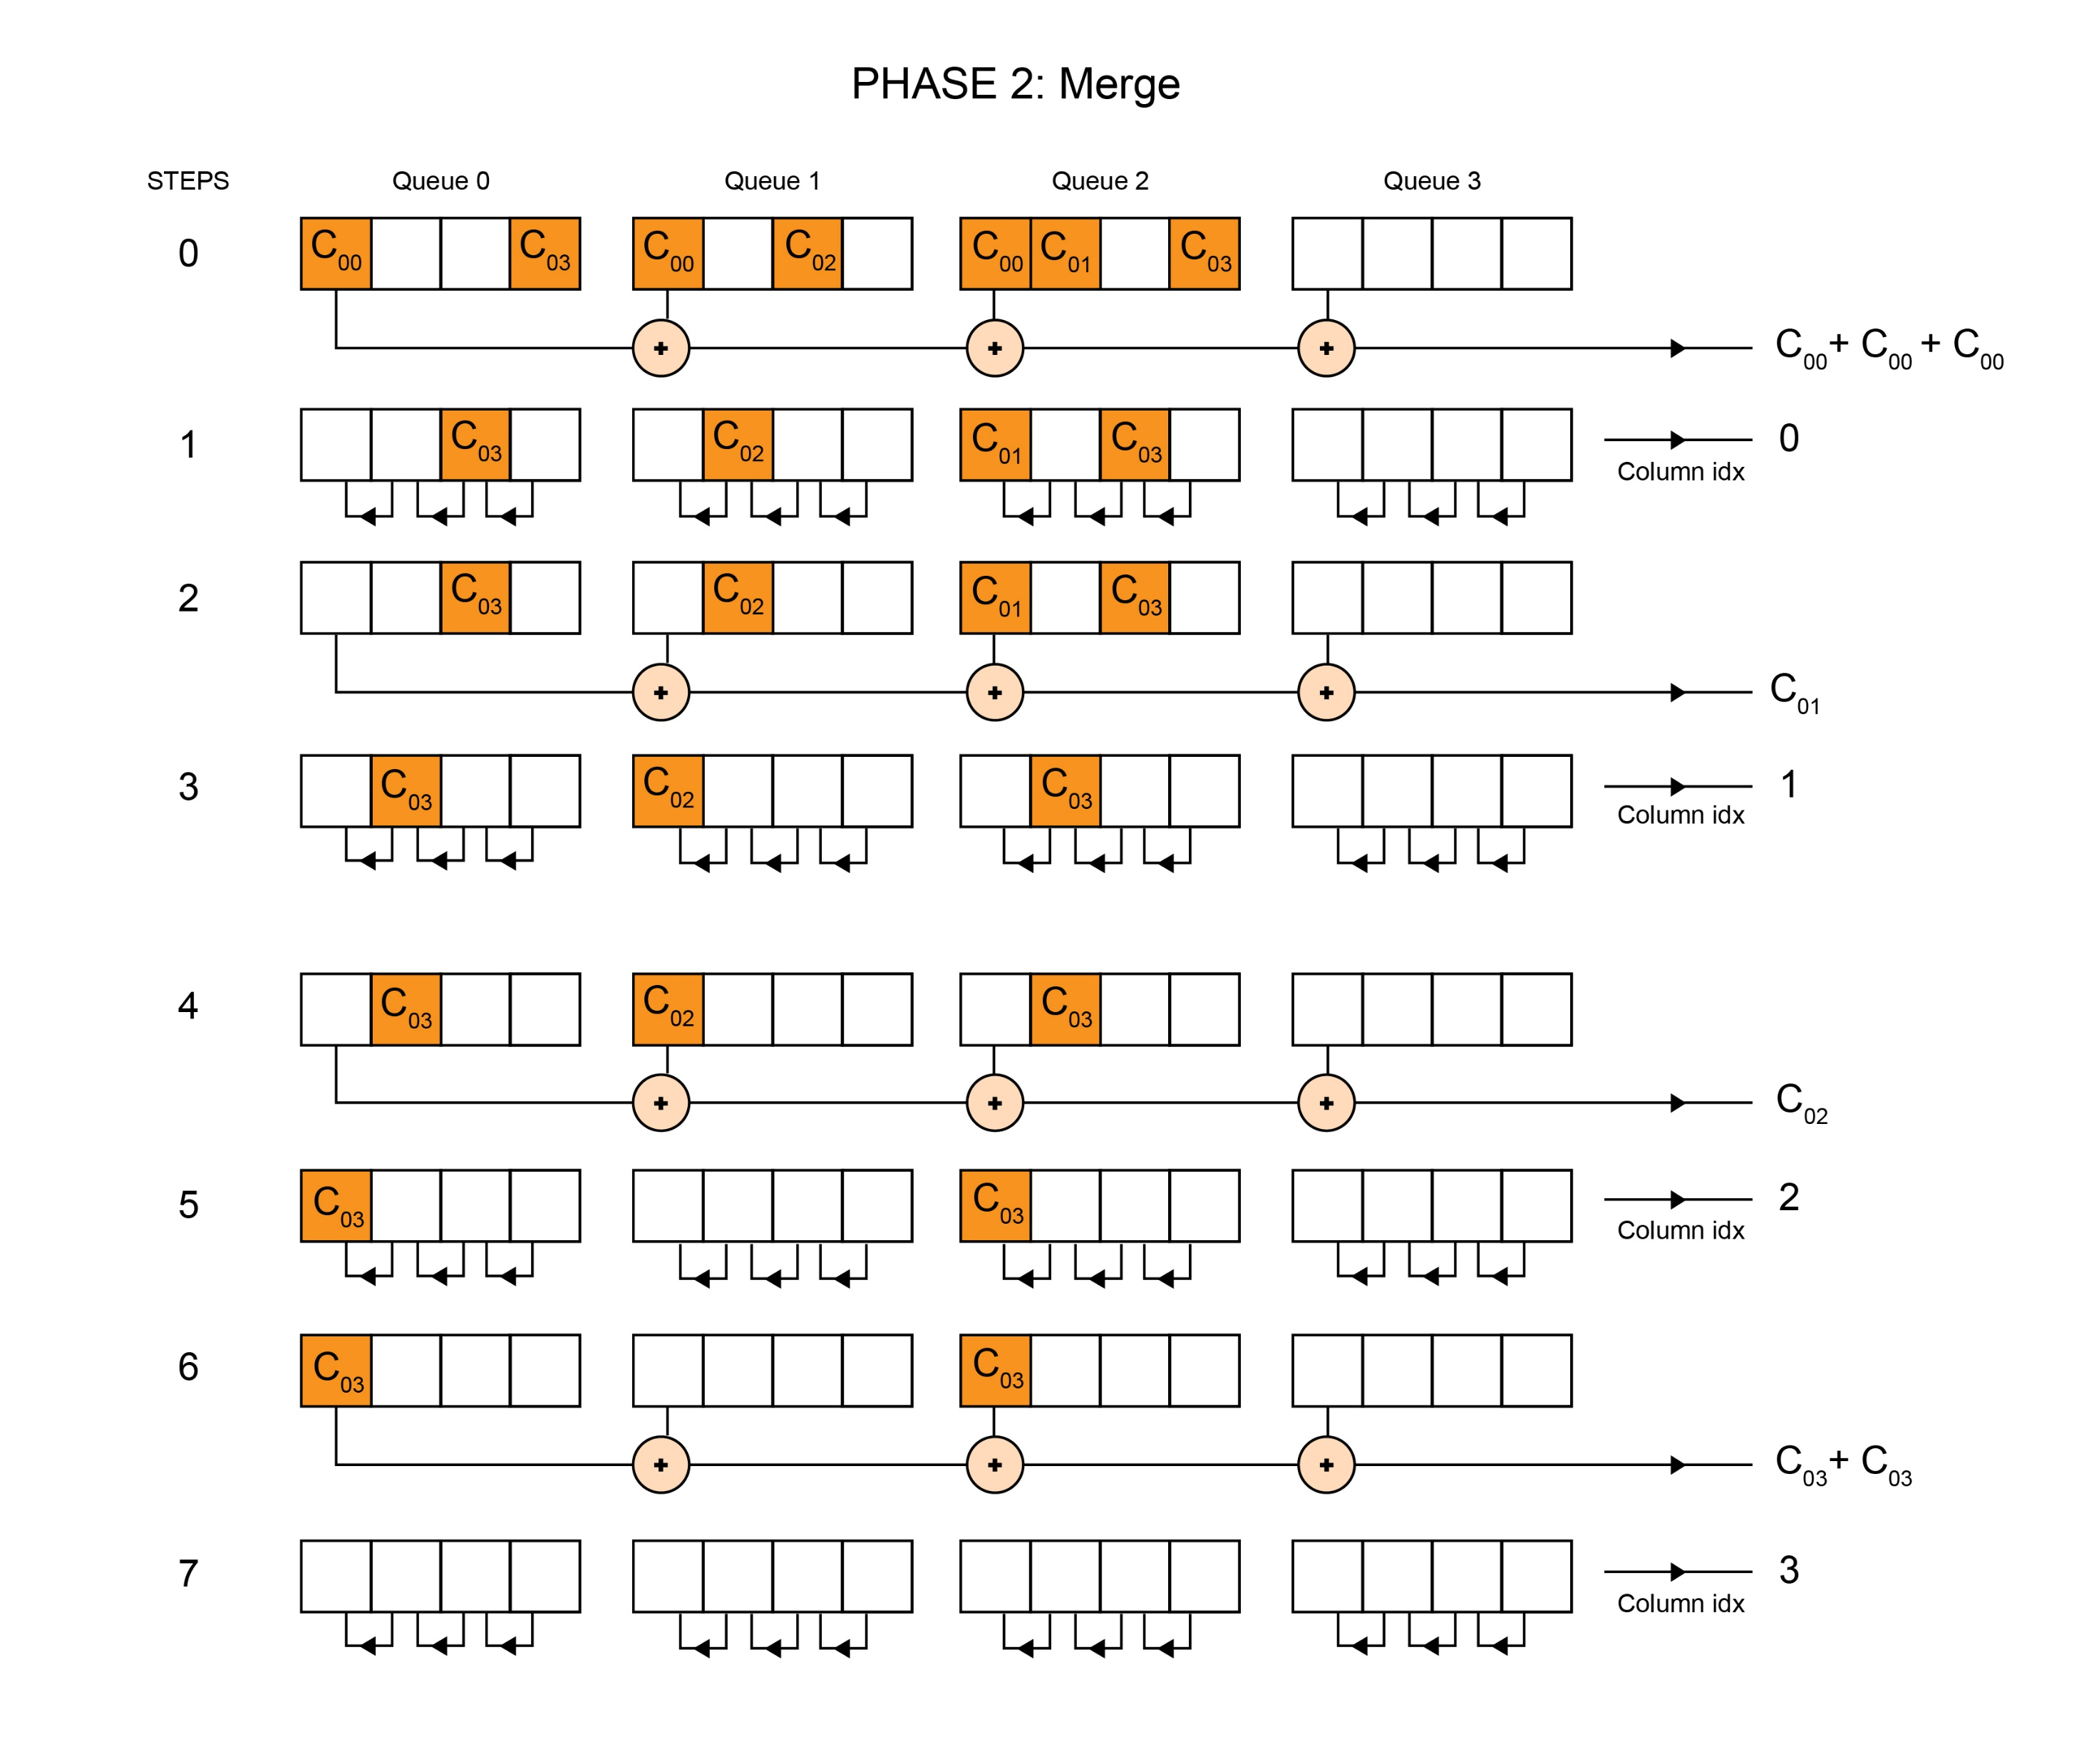 PHASE 2: Merge
STEPS Queue 0 Queue 1 Queue 2 Queue 3
0 C00 C03 C00 C02 C00 C01 C03
+ + + C00 + C00 + C00
1 C03 C02 C01 C03 0
Column idx
2 C03 C02 C01 C03
+ + + C01
3 C03 C02 C03 1
Column idx
4 C03 C02 C03
+ + + C02
5 C03 C03 2
Column idx
6 C03 C03
+ + + C03 + C03
7 3
Column idx